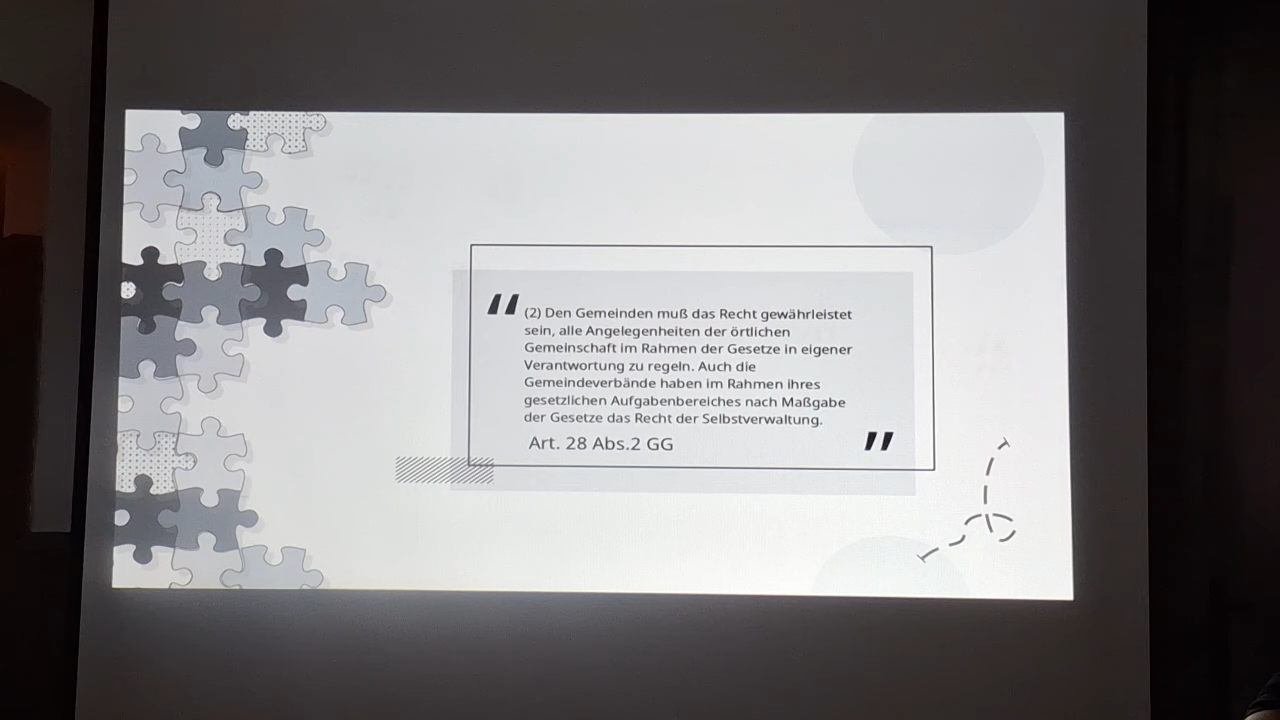 “ (2) Den Gemeinden muß das Recht gewährleistet
sein, alle Angelegenheiten der örtlichen
Gemeinschaft im Rahmen der Gesetze in eigener
Verantwortung zu regeln. Auch die
Gemeindeverbände haben im Rahmen ihres
gesetzlichen Aufgabenbereiches nach Maßgabe
der Gesetze das Recht der Selbstverwaltung.
Art. 28 Abs.2 GG "